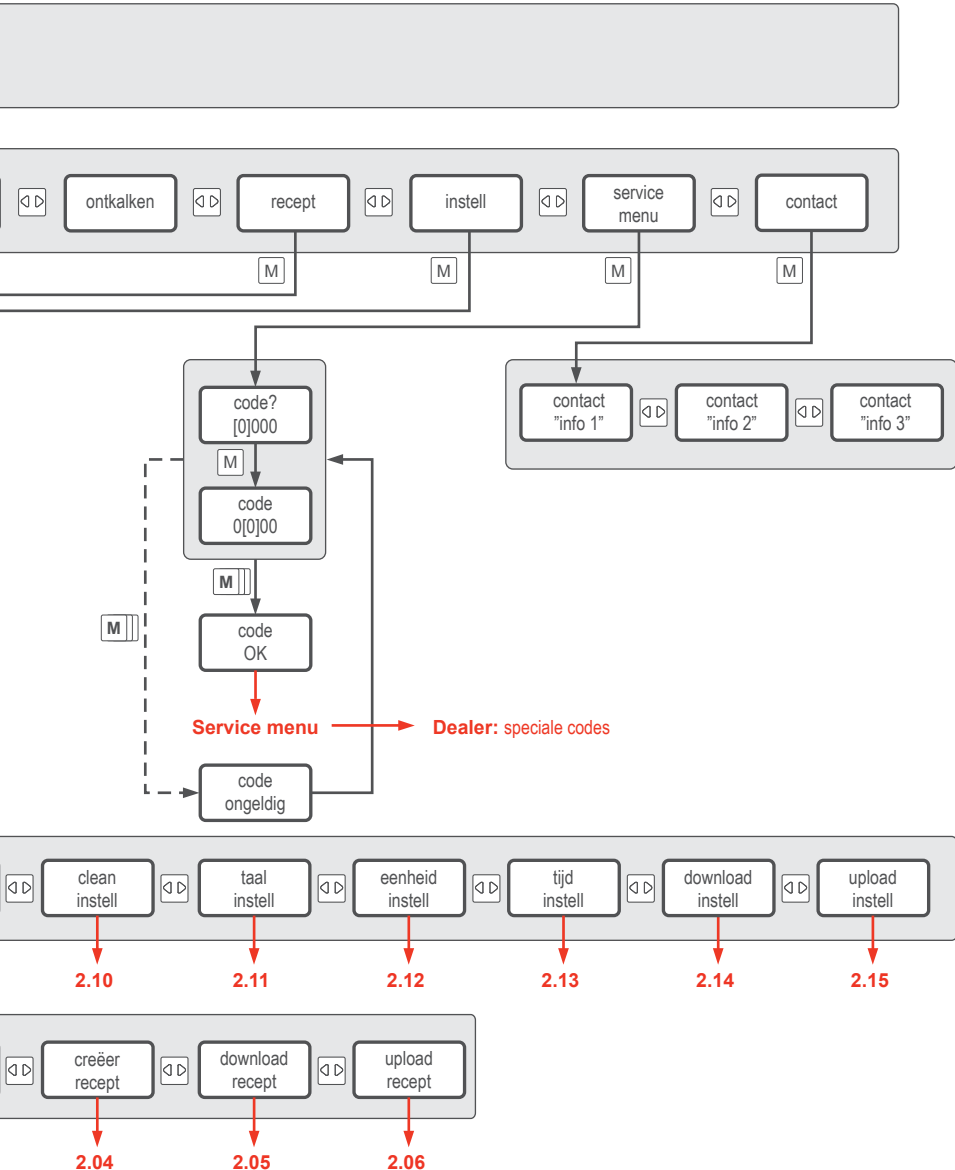 ontkalken
recept
instell
service
menu
contact
M
M
M
M
code?
[0]000
M
code
0[0]00
contact
"info 1"
contact
"info 2"
contact
"info 3"
M
M
code
OK
Service menu
Dealer: speciale codes
code
ongeldig
clean
instell
taal
instell
eenheid
instell
tijd
instell
download
instell
upload
instell
2.10
2.11
2.12
2.13
2.14
2.15
creëer
recept
download
recept
upload
recept
2.04
2.05
2.06